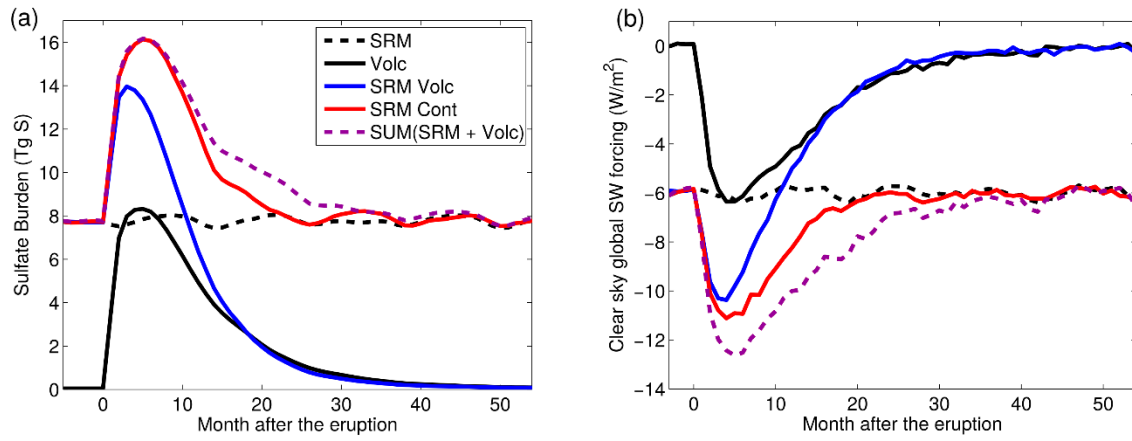 (a)
16
14
12
10
8
6
4
2
0
Sulfate Burden (Tg S)
SRM
Volc
SRM Volc
SRM Cont
SUM(SRM + Volc)
0 10 20 30 40 50
Month after the eruption
(b)
0
-2
-4
-6
-8
-10
-12
-14
Clear sky global SW forcing (W/m²)
0 10 20 30 40 50
Month after the eruption